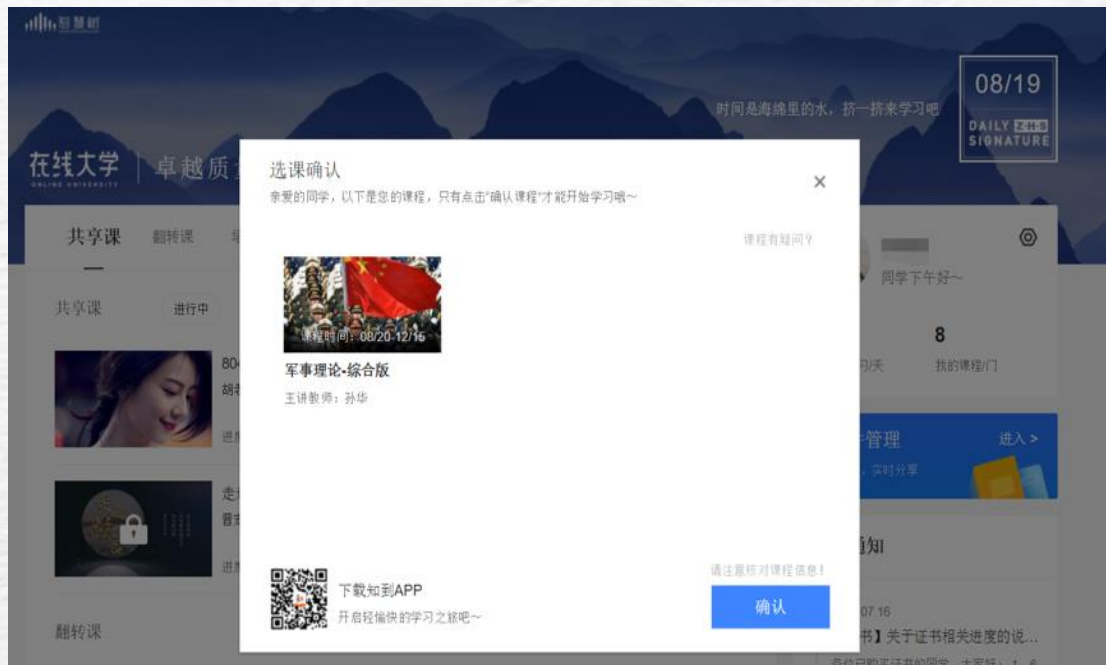 智慧树
08/19
时间是海绵里的水，挤一挤来学习吧
DAILY Z-H-S
SIGNATURE
在线大学
ONLINE UNIVERSITY
卓越质
选课确认
亲爱的同学，以下是您的课程，只有点击“确认课程”才能开始学习哦～
×
共享课
翻转课
课程有疑问？
同学下午好～
共享课
进行中
课程时间：08/20-12/15
8
军事理论-综合版
习/天
我的课程/门
主讲教师：孙华
804
管理
进入 >
，实时分享
通知
请注意核对课程信息！
下载知到APP
确认
开启轻愉快的学习之旅吧～
07.16
翻转课
书】关于证书相关进度的说...